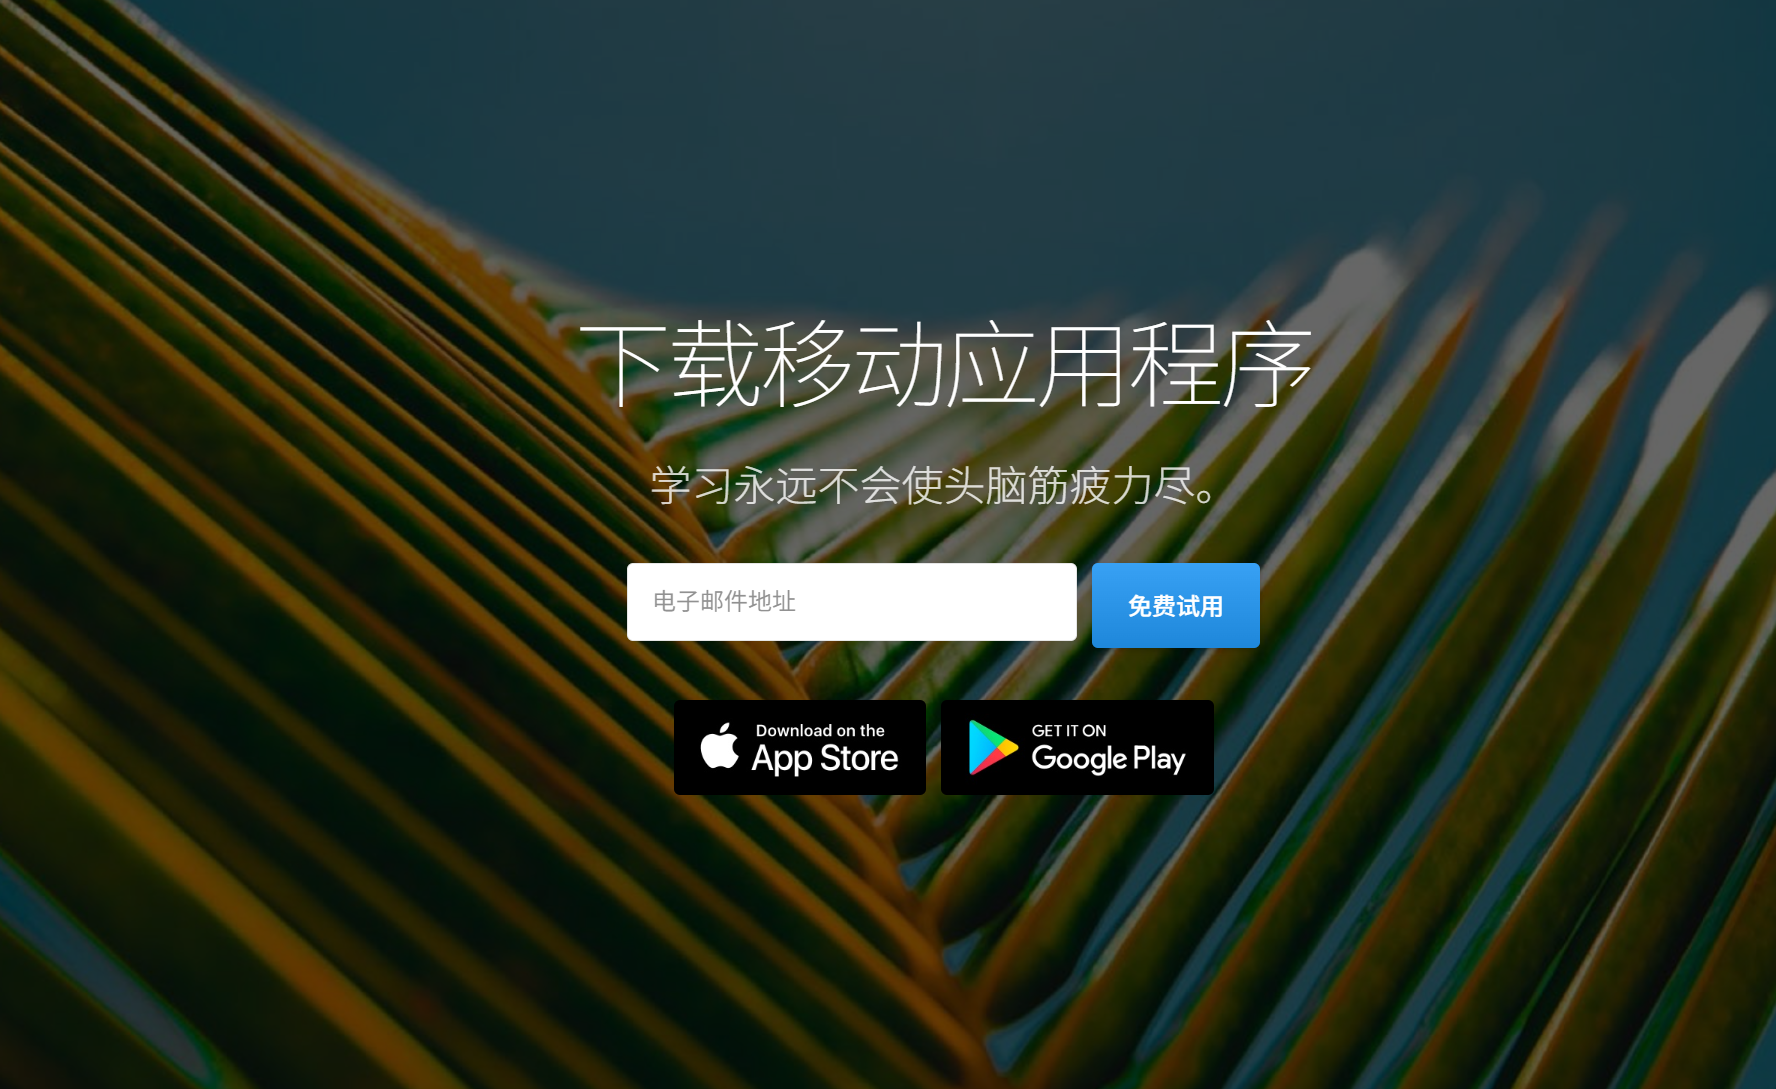 下载移动应用程序
学习永远不会使头脑筋疲力尽。
电子邮件地址
免费试用
Download on the
App Store
GET IT ON
Google Play